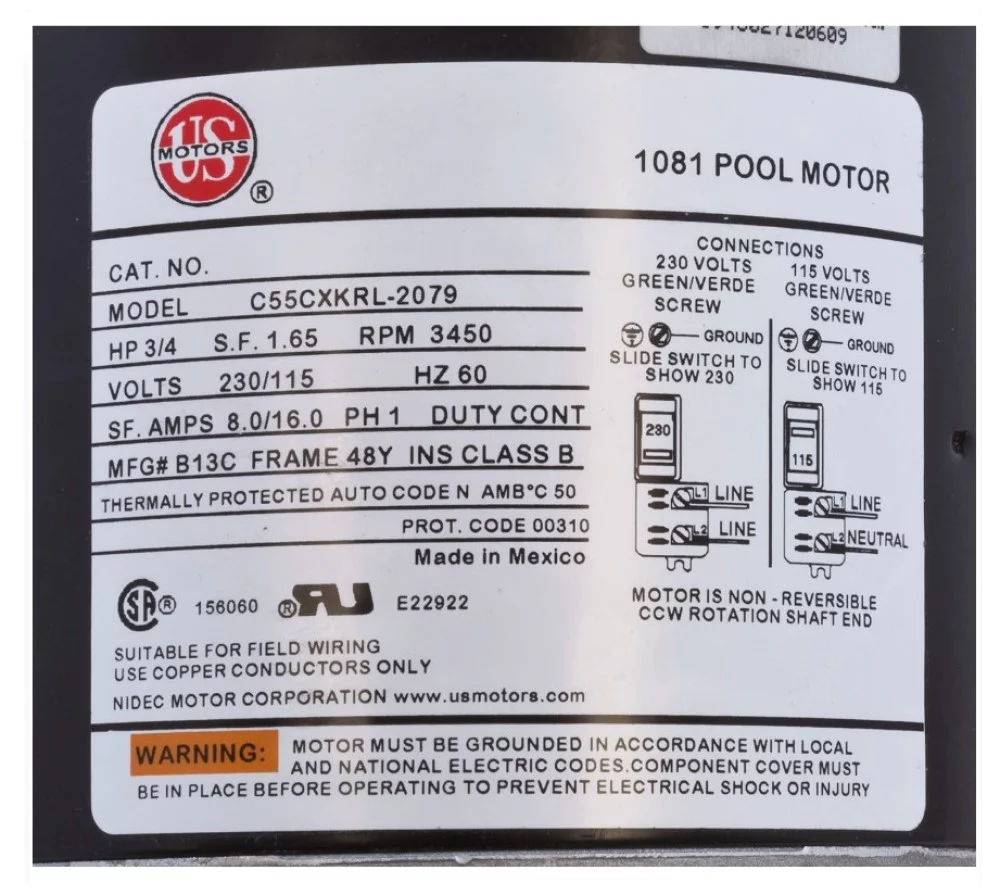 US
MOTORS
®
1081 POOL MOTOR
CAT. NO.
MODEL C55CXKRL-2079
HP 3/4 S.F. 1.65 RPM 3450
VOLTS 230/115 HZ 60
SF. AMPS 8.0/16.0 PH 1 DUTY CONT
MFG# B13C FRAME 48Y INS CLASS B
THERMALLY PROTECTED AUTO CODE N AMB°C 50
PROT. CODE 00310
Made in Mexico
SA ® 156060 ® RU E22922
SUITABLE FOR FIELD WIRING
USE COPPER CONDUCTORS ONLY
NIDEC MOTOR CORPORATION www.usmotors.com
CONNECTIONS
230 VOLTS
GREEN/VERDE
SCREW
GROUND
SLIDE SWITCH TO
SHOW 230
230
L1 LINE
L2 LINE
115 VOLTS
GREEN/VERDE
SCREW
GROUND
SLIDE SWITCH TO
SHOW 115
115
L1 LINE
L2 NEUTRAL
MOTOR IS NON - REVERSIBLE
CCW ROTATION SHAFT END
WARNING: MOTOR MUST BE GROUNDED IN ACCORDANCE WITH LOCAL
AND NATIONAL ELECTRIC CODES.COMPONENT COVER MUST
BE IN PLACE BEFORE OPERATING TO PREVENT ELECTRICAL SHOCK OR INJURY